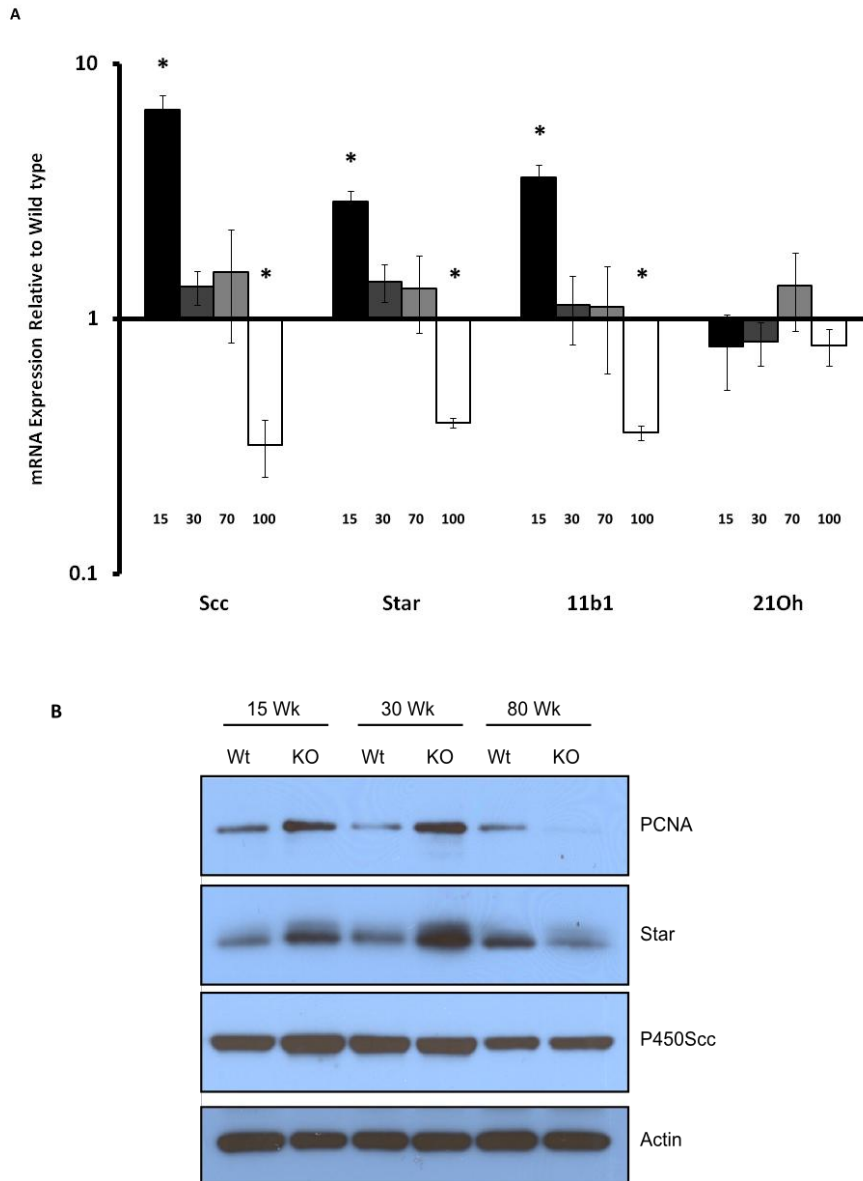 A
10
* * * * * *
mRNA Expression Relative to Wild type
1
15 30 70 100 15 30 70 100 15 30 70 100 15 30 70 100
0.1
Scc Star 11b1 21Oh
B
15 Wk 30 Wk 80 Wk
Wt KO Wt KO Wt KO
PCNA
Star
P450Scc
Actin